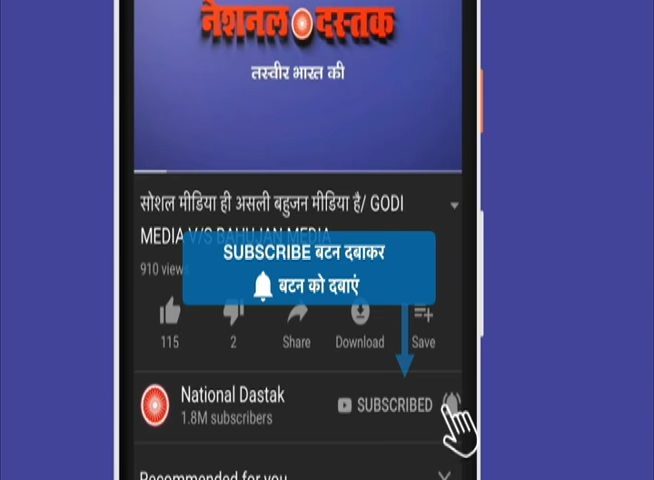 नेशनल दस्तक
तस्वीर भारत की
सोशल मीडिया ही असली बहुजन मीडिया है/ GODI
MEDIA V/S BAHUJAN MEDIA
SUBSCRIBE बटन दबाकर
बटन को दबाएं
910 views
115
2
Share
Download
Save
National Dastak
SUBSCRIBED
1.8M subscribers
Recommended for you